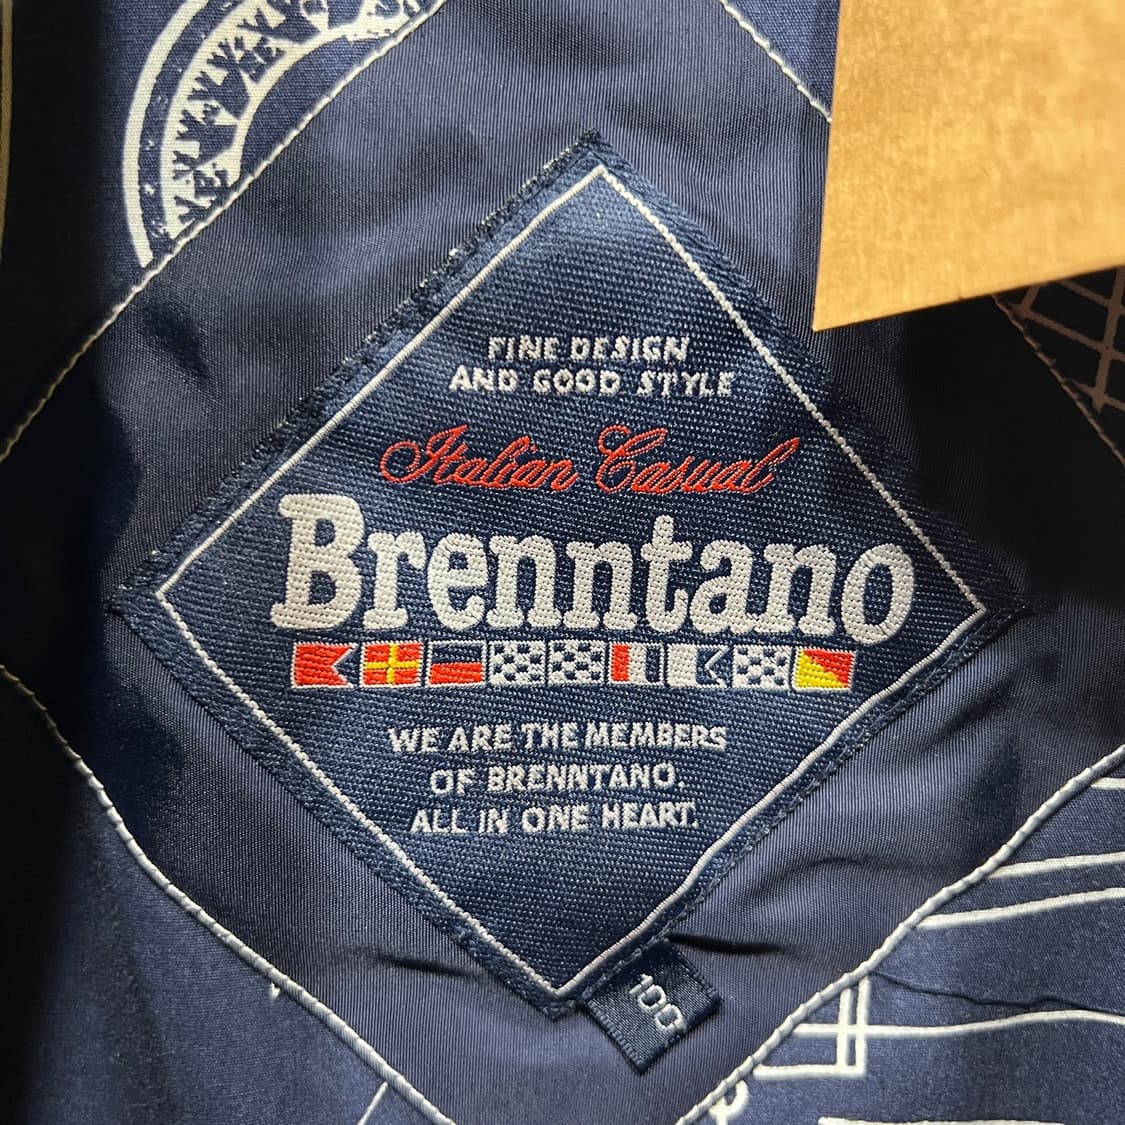 FINE DESIGN
AND GOOD STYLE
Italian Casual
Brenntano
WE ARE THE MEMBERS
OF BRENNTANO.
ALL IN ONE HEART.
100